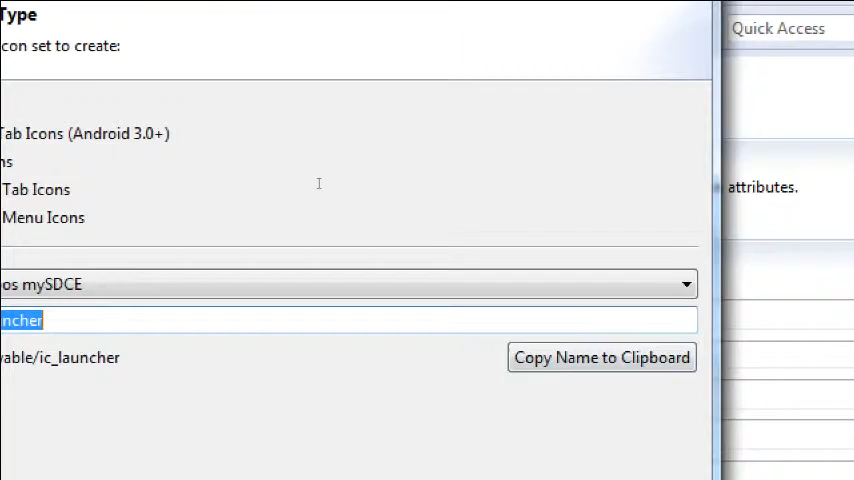 Type
Quick Access
con set to create:
Tab Icons (Android 3.0+)
ns
Tab Icons
attributes.
Menu Icons
os mySDCE
ncher
vable/ic_launcher
Copy Name to Clipboard